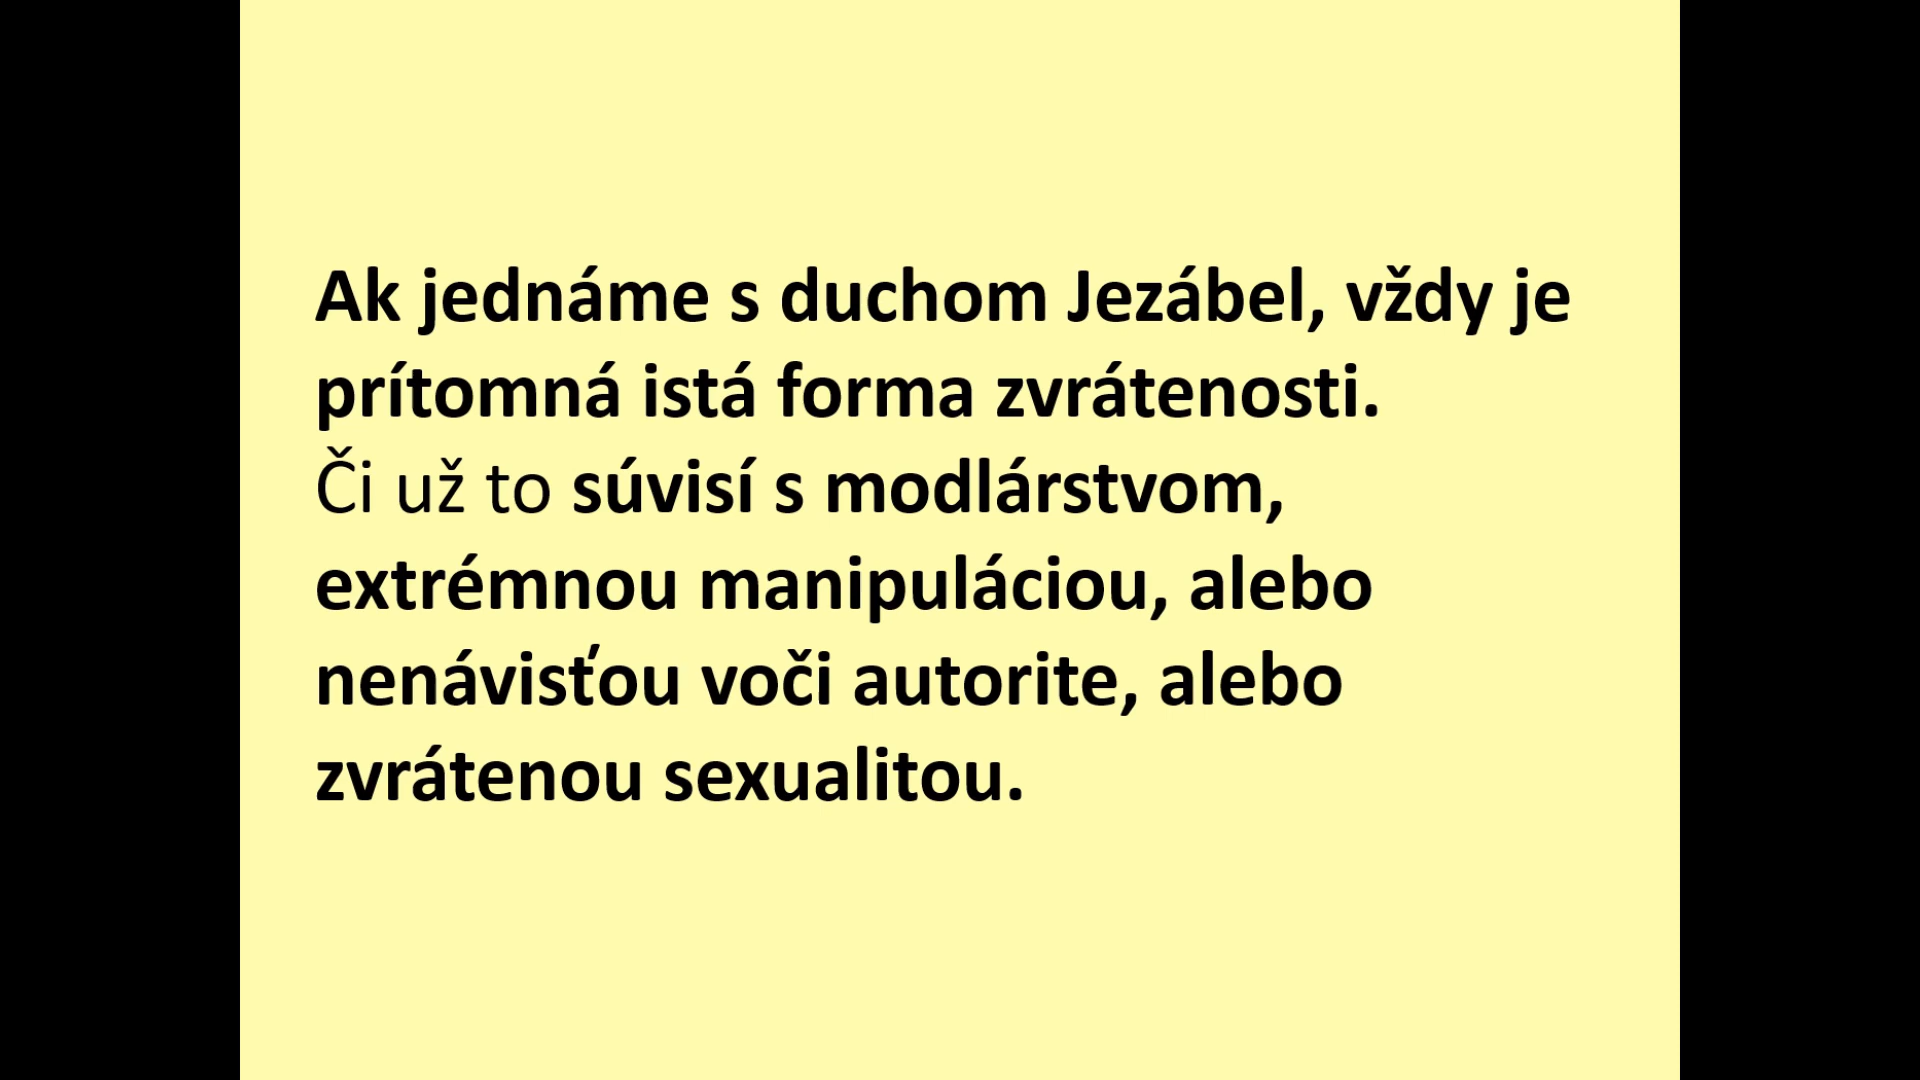 Ak jednáme s duchom Jezábel, vždy je
prítomná istá forma zvrátenosti.
Či už to súvisí s modlárstvom,
extrémnou manipuláciou, alebo
nenávisťou voči autorite, alebo
zvrátenou sexualitou.